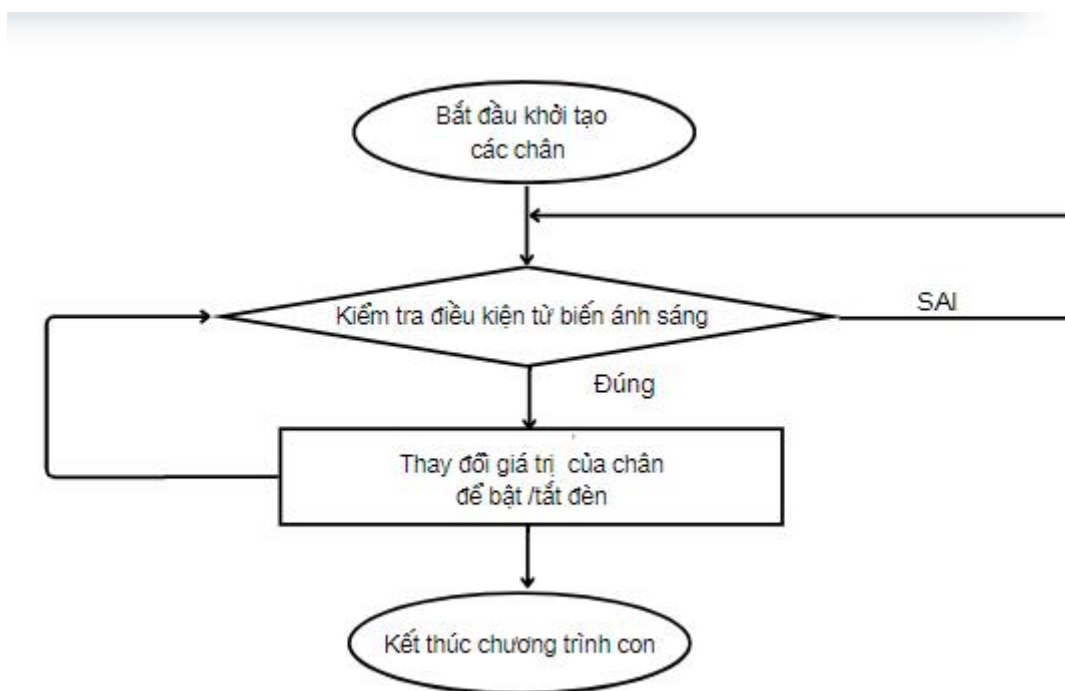 Bắt đầu khởi tạo
các chân
Kiểm tra điều kiện từ biến ánh sáng
SAI
Đúng
Thay đổi giá trị của chân
để bật /tắt đèn
Kết thúc chương trình con